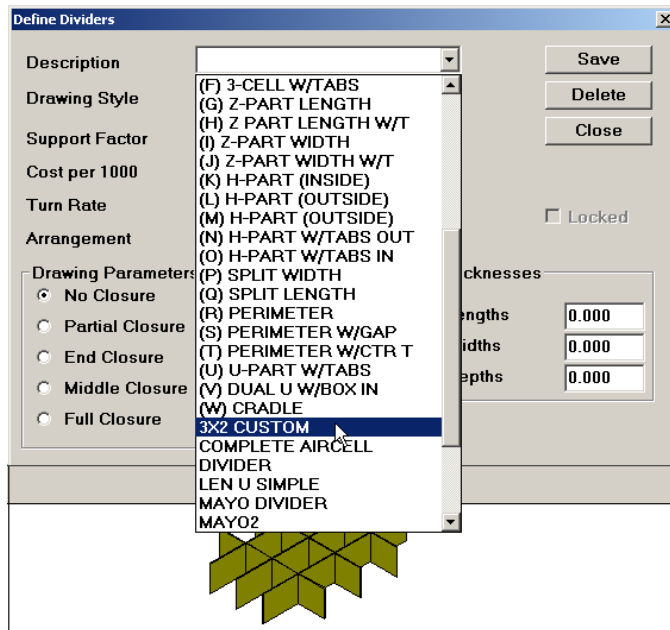 Define Dividers
Description
Save
Drawing Style
Delete
Support Factor
Close
Cost per 1000
Turn Rate
Locked
Arrangement
(F) 3-CELL W/TABS
(G) Z-PART LENGTH
(H) Z PART LENGTH W/T
(I) Z-PART WIDTH
(J) Z-PART WIDTH W/T
(K) H-PART (INSIDE)
(L) H-PART (OUTSIDE)
(M) H-PART (OUTSIDE)
(N) H-PART W/TABS OUT
(O) H-PART W/TABS IN
(P) SPLIT WIDTH
(Q) SPLIT LENGTH
(R) PERIMETER
(S) PERIMETER W/GAP
(T) PERIMETER W/CTR T
(U) U-PART W/TABS
(V) DUAL U W/BOX IN
(W) CRADLE
3X2 CUSTOM
COMPLETE AIRCELL
DIVIDER
LEN U SIMPLE
MAYO DIVIDER
MAYO2
Drawing Parameters
No Closure
Partial Closure
End Closure
Middle Closure
Full Closure
icknesses
engths 0.000
idths 0.000
epths 0.000